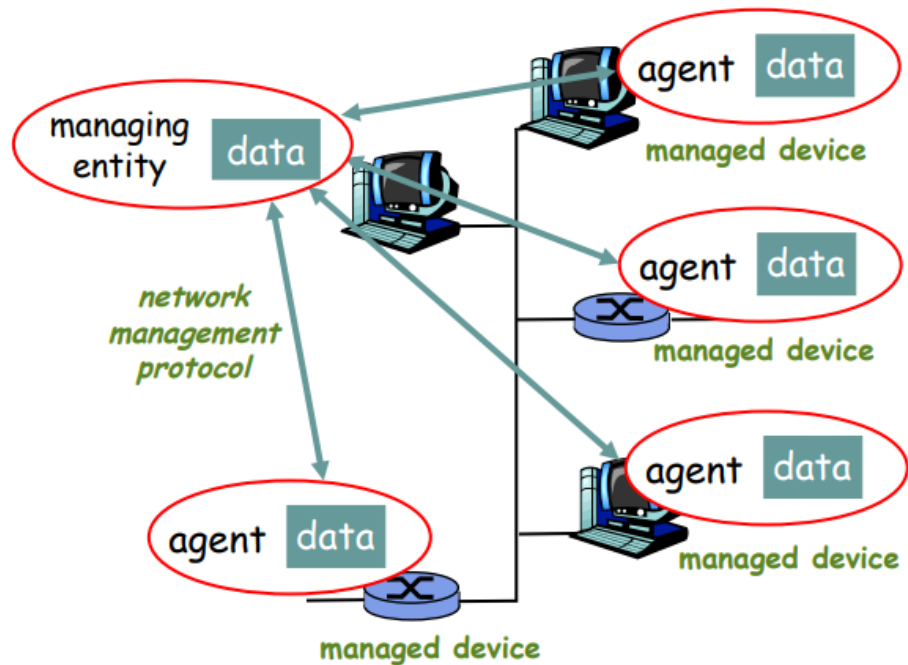 agent data
managed device
managing
entity
data
agent data
managed device
network
management
protocol
agent data
managed device
agent data
managed device